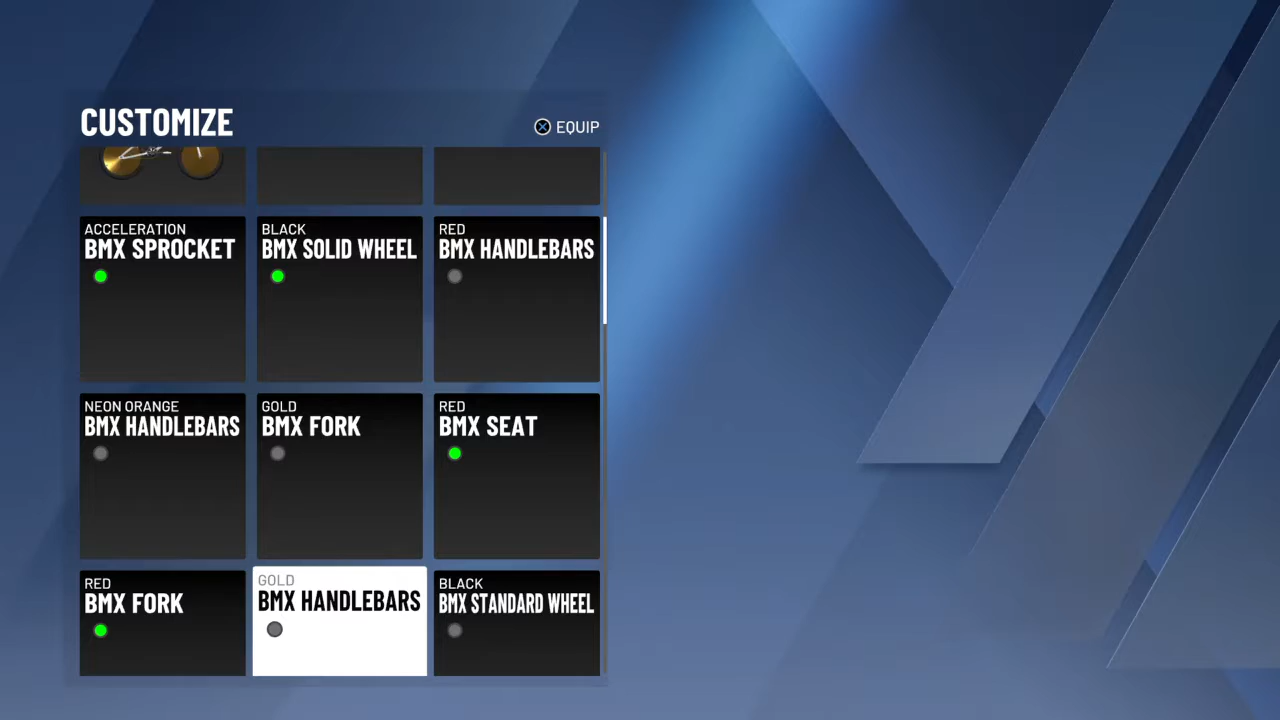 CUSTOMIZE
EQUIP
ACCELERATION
BMX SPROCKET
BLACK
BMX SOLID WHEEL
RED
BMX HANDLEBARS
NEON ORANGE
BMX HANDLEBARS
GOLD
BMX FORK
RED
BMX SEAT
RED
BMX FORK
GOLD
BMX HANDLEBARS
BLACK
BMX STANDARD WHEEL